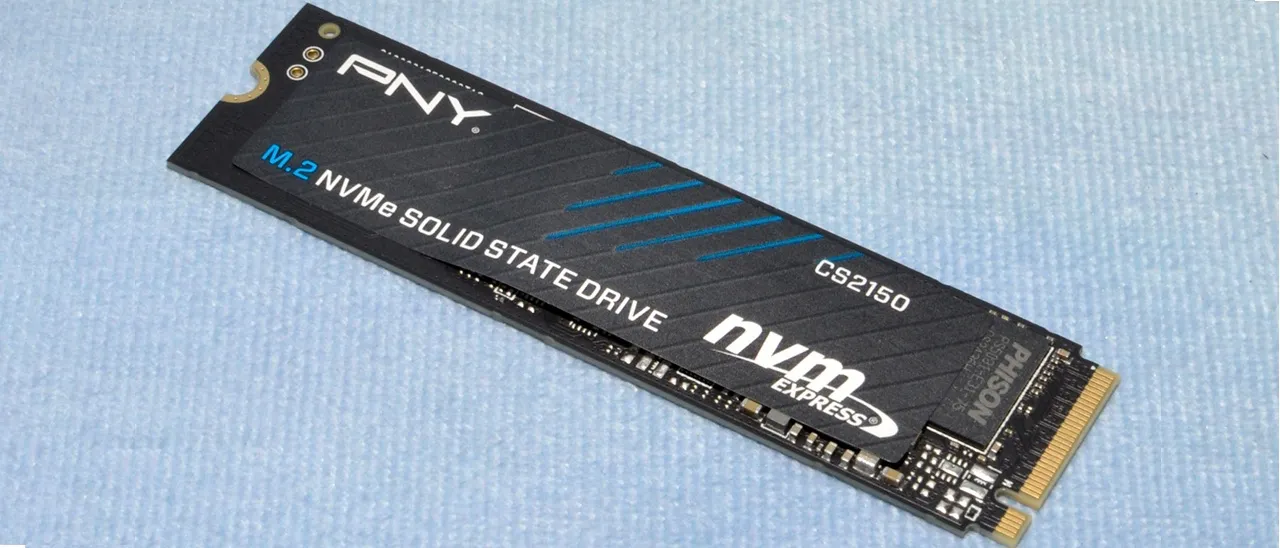 PNY®
M.2 NVMe SOLID STATE DRIVE
CS2150
nvm
EXPRESS®
PHISON